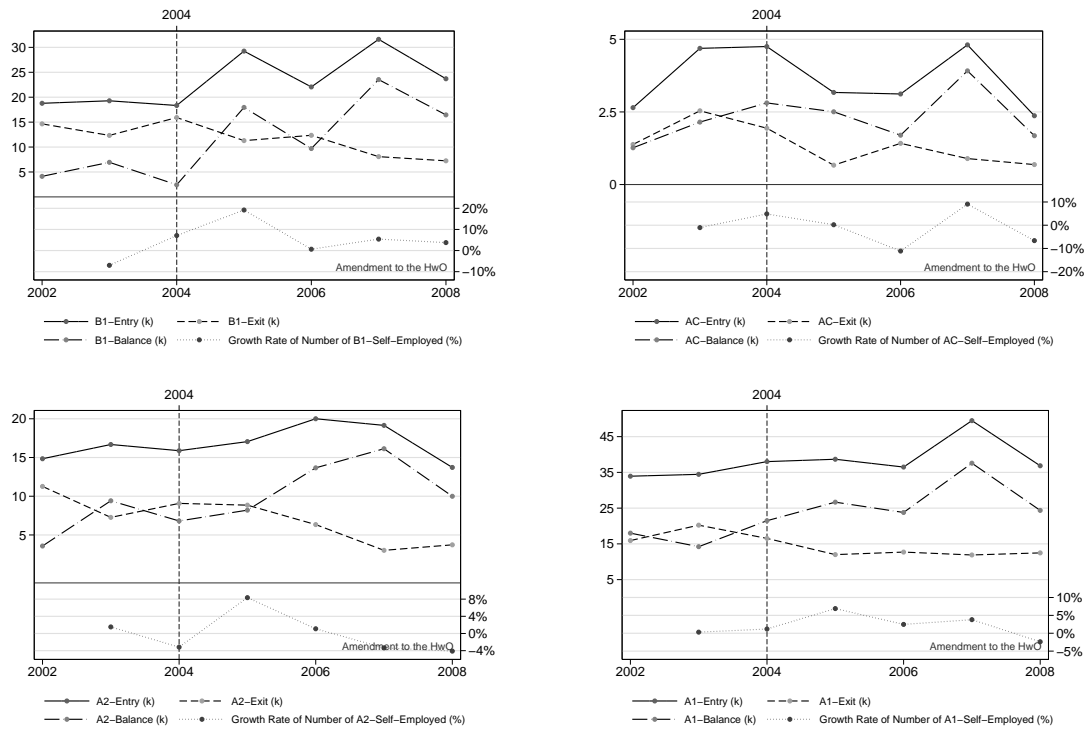 2004
30
25
20
15
10
5
20%
10%
0%
−10%
Amendment to the HwO
2002 2004 2006 2008
B1−Entry (k) B1−Exit (k)
B1−Balance (k) Growth Rate of Number of B1−Self−Employed (%)
2004
5
2.5
0
10%
0%
−10%
−20%
Amendment to the HwO
2002 2004 2006 2008
AC−Entry (k) AC−Exit (k)
AC−Balance (k) Growth Rate of Number of AC−Self−Employed (%)
2004
20
15
10
5
8%
4%
0%
−4%
Amendment to the HwO
2002 2004 2006 2008
A2−Entry (k) A2−Exit (k)
A2−Balance (k) Growth Rate of Number of A2−Self−Employed (%)
2004
45
35
25
15
5
10%
5%
0%
−5%
Amendment to the HwO
2002 2004 2006 2008
A1−Entry (k) A1−Exit (k)
A1−Balance (k) Growth Rate of Number of A1−Self−Employed (%)